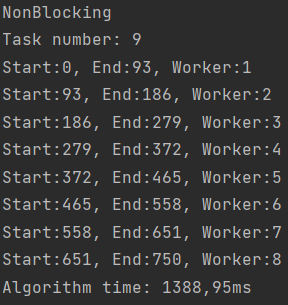 NonBlocking
Task number: 9
Start:0, End:93, Worker:1
Start:93, End:186, Worker:2
Start:186, End:279, Worker:3
Start:279, End:372, Worker:4
Start:372, End:465, Worker:5
Start:465, End:558, Worker:6
Start:558, End:651, Worker:7
Start:651, End:750, Worker:8
Algorithm time: 1388,95ms